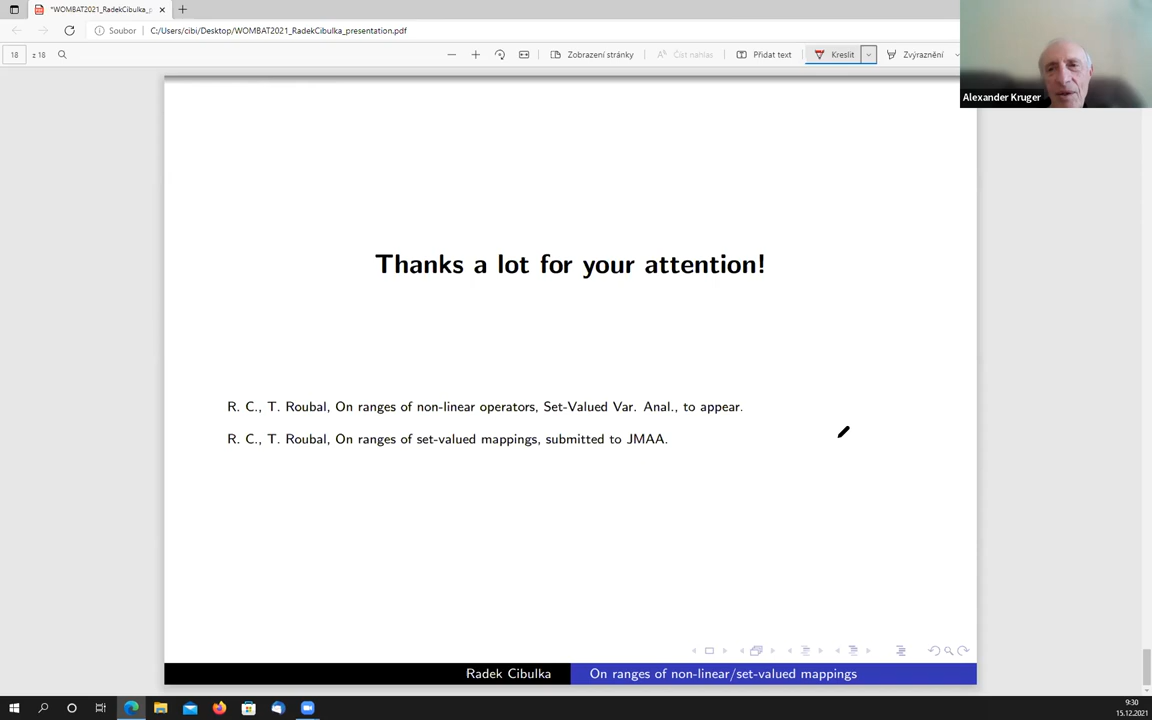 *WOMBAT2021_RadekCibulka_p
Soubor
C:/Users/cibi/Desktop/WOMBAT2021_RadekCibulka_presentation.pdf
18
z 18
Zobrazení stránky
Číst nahlas
Přidat text
Kreslit
Zvýraznění
Alexander Kruger
Thanks a lot for your attention!
R. C., T. Roubal, On ranges of non-linear operators, Set-Valued Var. Anal., to appear.
R. C., T. Roubal, On ranges of set-valued mappings, submitted to JMAA.
Radek Cibulka
On ranges of non-linear/set-valued mappings
9:30
15.12.2021